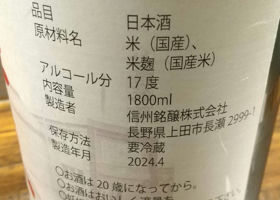 品目 日本酒
原材料名 米（国産）、
米麹（国産米）
アルコール分 17度
内容量 1800ml
製造者 信州銘醸株式会社
長野県上田市長瀬2999-1
保存方法 要冷蔵
製造年月 2024.4
○お酒は20歳になってから。